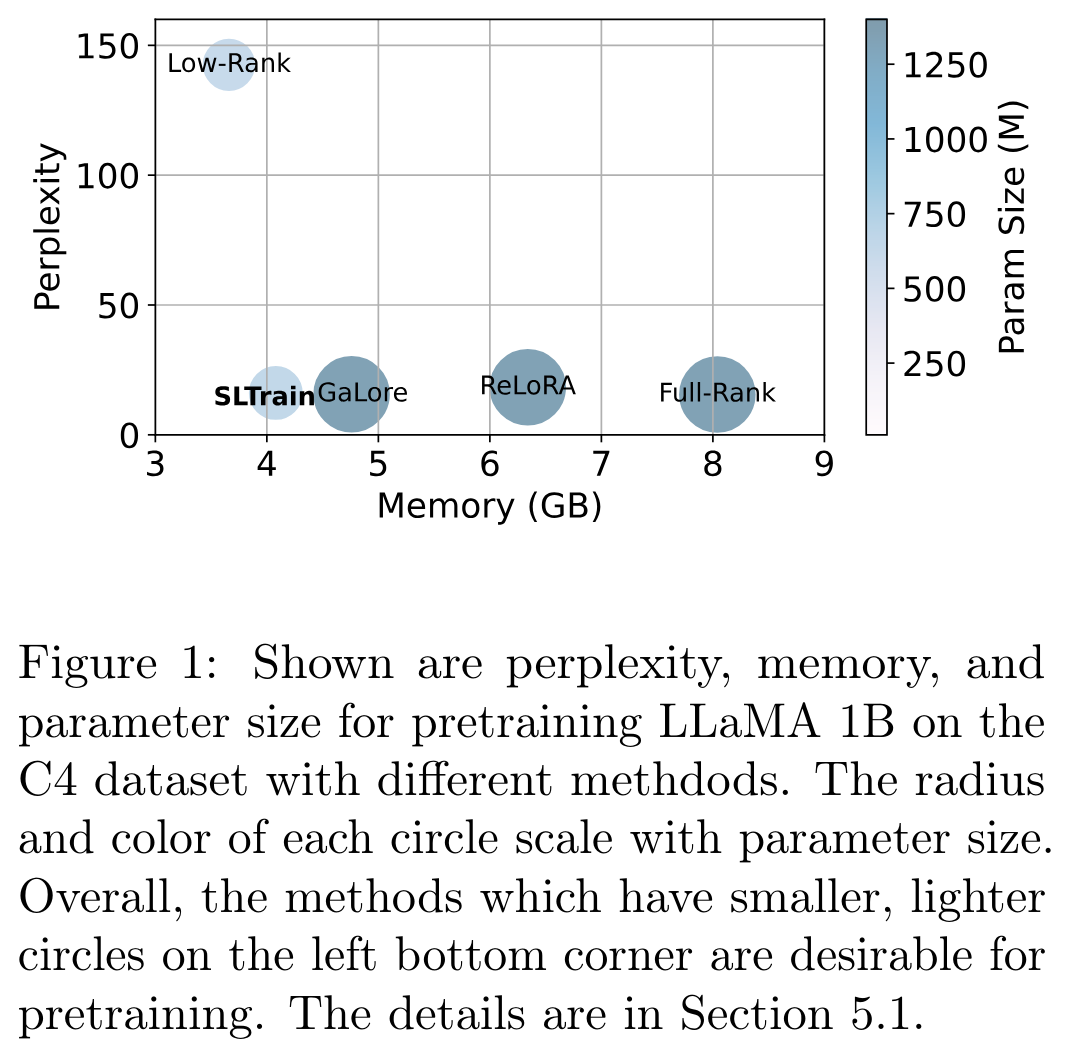 150
100
50
0
Perplexity
Low-Rank
SLTrain
GaLore
ReLoRA
Full-Rank
3 4 5 6 7 8 9
Memory (GB)
1250
1000
750
500
250
Param Size (M)
Figure 1: Shown are perplexity, memory, and
parameter size for pretraining LLaMA 1B on the
C4 dataset with different methdods. The radius
and color of each circle scale with parameter size.
Overall, the methods which have smaller, lighter
circles on the left bottom corner are desirable for
pretraining. The details are in Section 5.1.